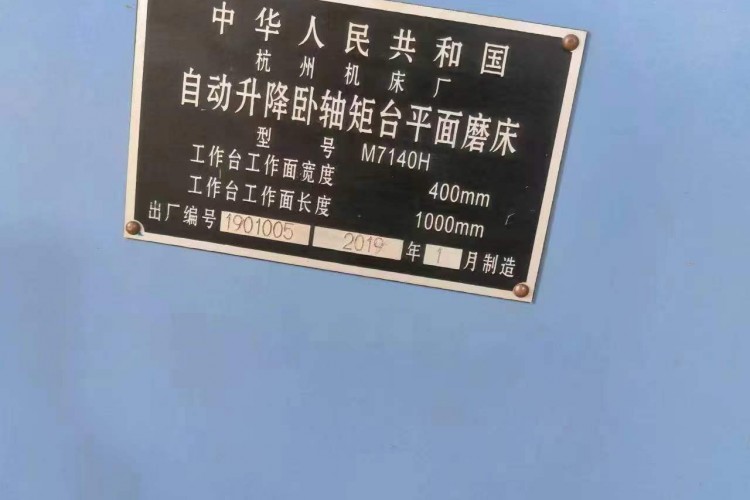 中华人民共和国
杭州机床厂
自动升降卧轴矩台平面磨床
型号 M7140H
工作台工作面宽度 400mm
工作台工作面长度 1000mm
出厂编号 1901005 2019 年 1 月制造